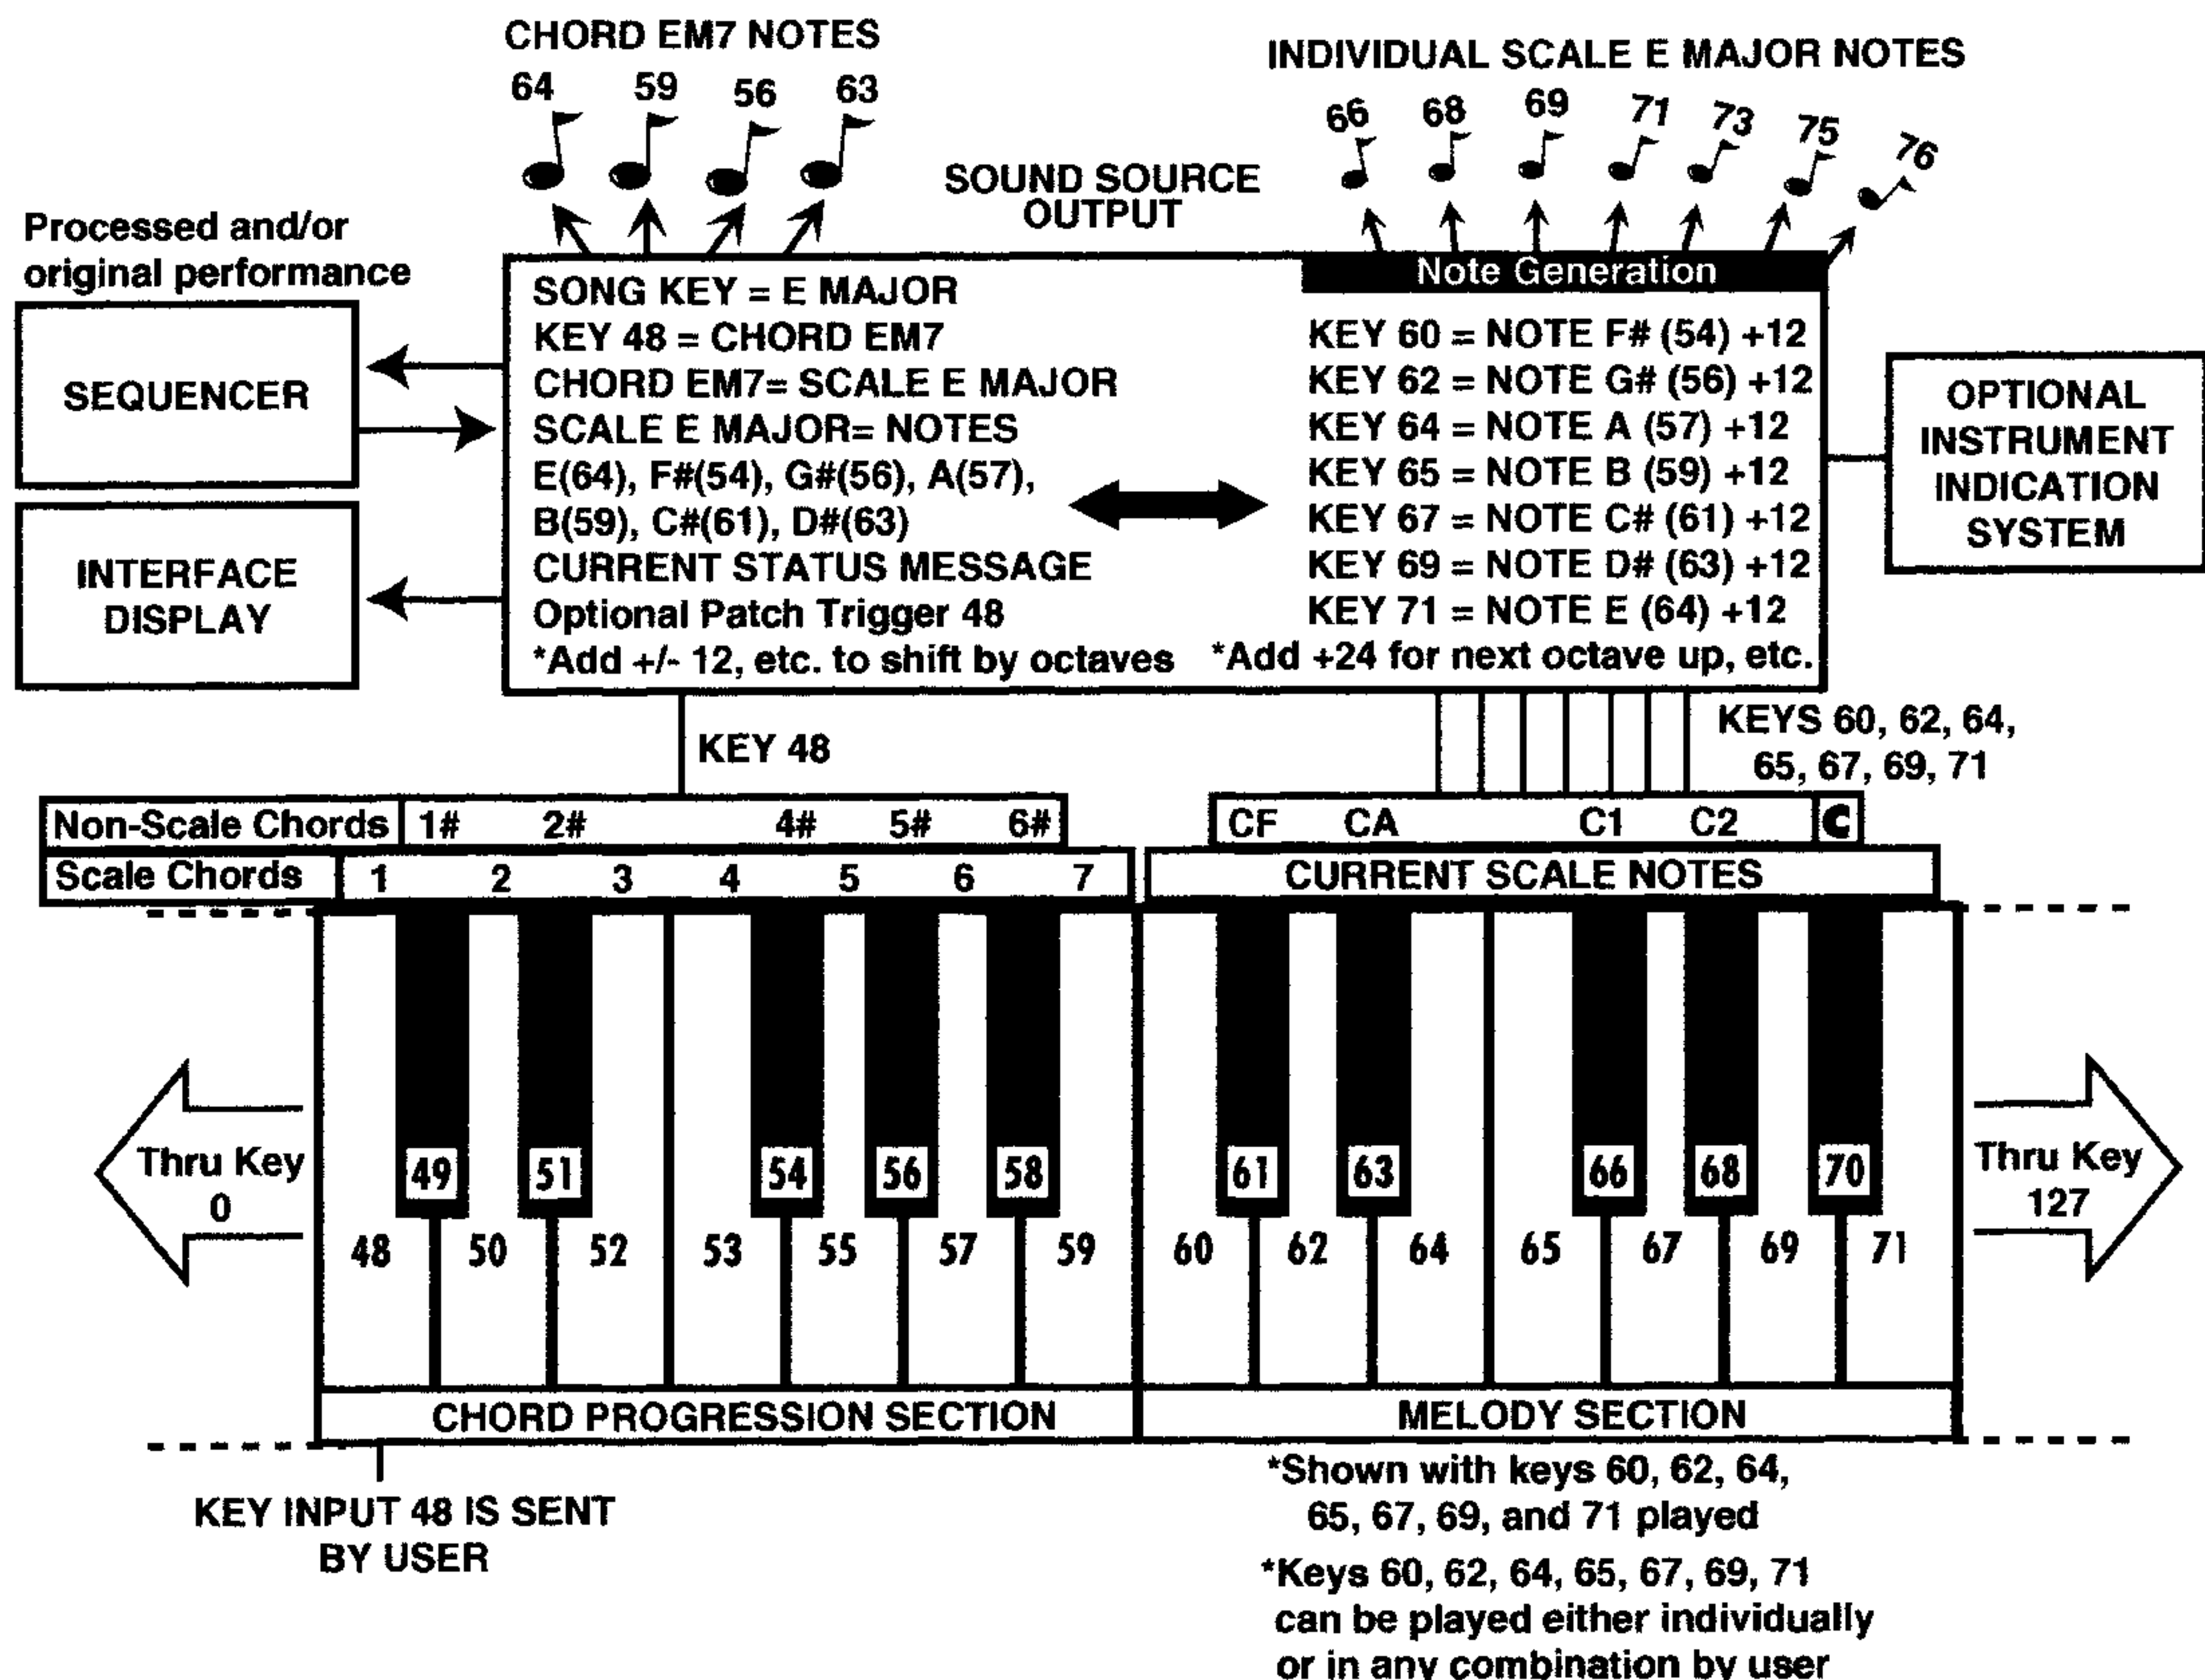 CHORD EM7 NOTES
64 59 56 63
INDIVIDUAL SCALE E MAJOR NOTES
66 68 69 71 73 75 76
SOUND SOURCE
OUTPUT
Processed and/or
original performance
SEQUENCER
INTERFACE
DISPLAY
SONG KEY = E MAJOR
KEY 48 = CHORD EM7
CHORD EM7= SCALE E MAJOR
SCALE E MAJOR= NOTES
E(64), F#(54), G#(56), A(57),
B(59), C#(61), D#(63)
CURRENT STATUS MESSAGE
Optional Patch Trigger 48
*Add +/- 12, etc. to shift by octaves
Note Generation
KEY 60 = NOTE F# (54) +12
KEY 62 = NOTE G# (56) +12
KEY 64 = NOTE A (57) +12
KEY 65 = NOTE B (59) +12
KEY 67 = NOTE C# (61) +12
KEY 69 = NOTE D# (63) +12
KEY 71 = NOTE E (64) +12
*Add +24 for next octave up, etc.
OPTIONAL
INSTRUMENT
INDICATION
SYSTEM
KEY 48
KEYS 60, 62, 64,
65, 67, 69, 71
Non-Scale Chords 1# 2# 4# 5# 6#
CF CA C1 C2 C
Scale Chords 1 2 3 4 5 6 7
CURRENT SCALE NOTES
Thru Key
0
49 51 54 56 58 61 63 66 68 70
48 50 52 53 55 57 59 60 62 64 65 67 69 71
Thru Key
127
CHORD PROGRESSION SECTION
MELODY SECTION
KEY INPUT 48 IS SENT
BY USER
*Shown with keys 60, 62, 64,
65, 67, 69, and 71 played
*Keys 60, 62, 64, 65, 67, 69, 71
can be played either individually
or in any combination by user